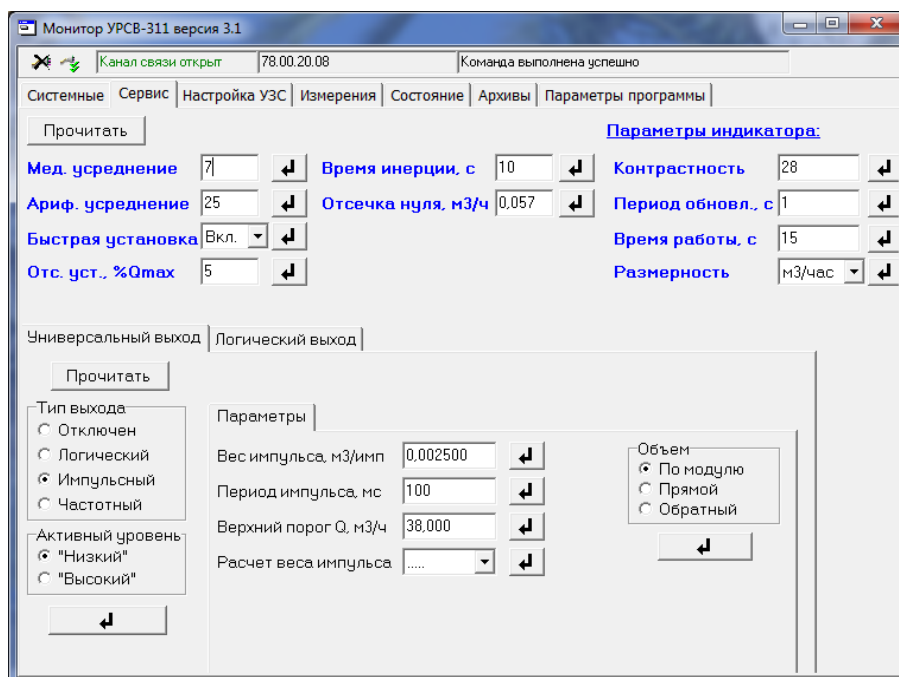 Монитор УРСВ-311 версия 3.1
Канал связи открыт 78.00.20.08 Команда выполнена успешно
Системные Сервис Настройка УЗС Измерения Состояние Архивы Параметры программы
Прочитать Параметры индикатора:
Мед. усреднение 7 Время инерции, с 10 Контрастность 28
Ариф. усреднение 25 Отсечка нуля, м3/ч 0,057 Период обновл., с 1
Быстрая установка Вкл. Время работы, с 15
Отс. уст., %Qmax 5 Размерность м3/час
Универсальный выход Логический выход
Прочитать
Тип выхода Параметры
Отключен
Логический Вес импульса, м3/имп 0,002500 Объем
Импульсный Период импульса, мс 100 По модулю
Частотный Прямой
Верхний порог Q, м3/ч 38,000 Обратный
Активный уровень
"Низкий" Расчет веса импульса .....
"Высокий"